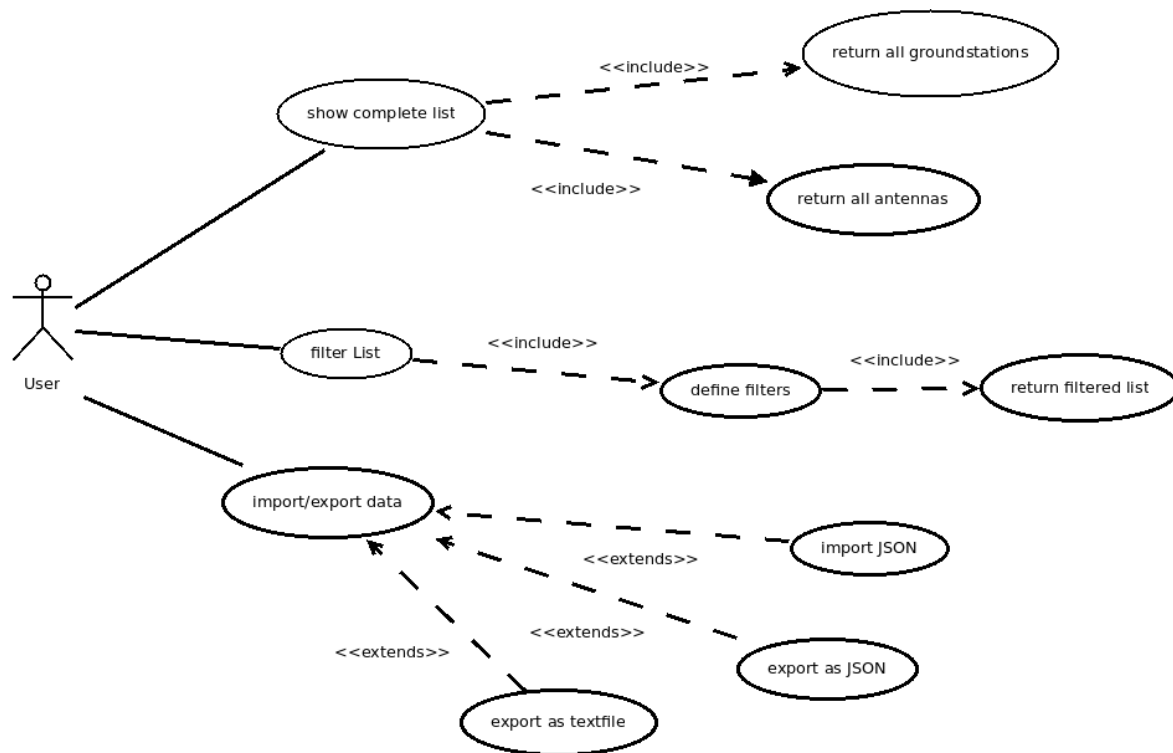 return all groundstations
<<include>>
show complete list
<<include>>
return all antennas
User
filter List
<<include>>
define filters
<<include>>
return filtered list
import/export data
import JSON
<<extends>>
export as JSON
<<extends>>
export as textfile
<<extends>>